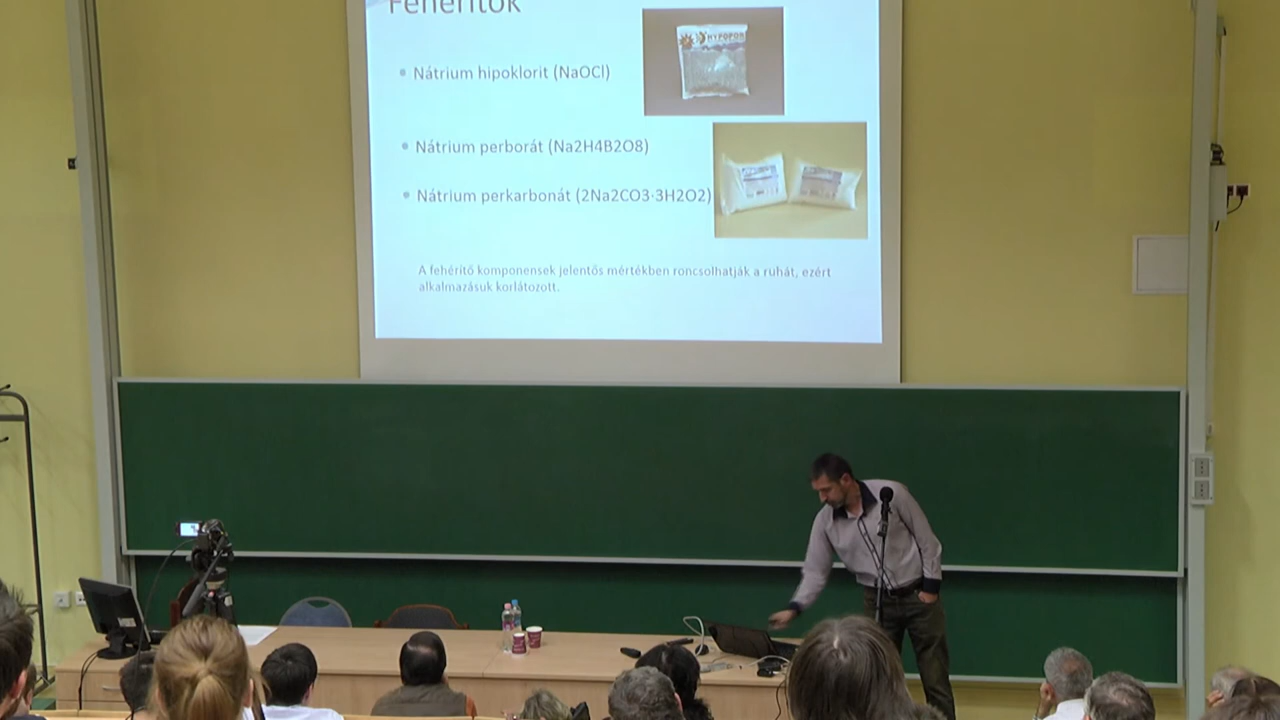 Fehérítők
Nátrium hipoklorit (NaOCl)
Nátrium perborát (Na2H4B2O8)
Nátrium perkarbonát (2Na2CO3·3H2O2)
A fehérítő komponensek jelentős mértékben roncsolhatják a ruhát, ezért
alkalmazásuk korlátozott.
HYPOPOR